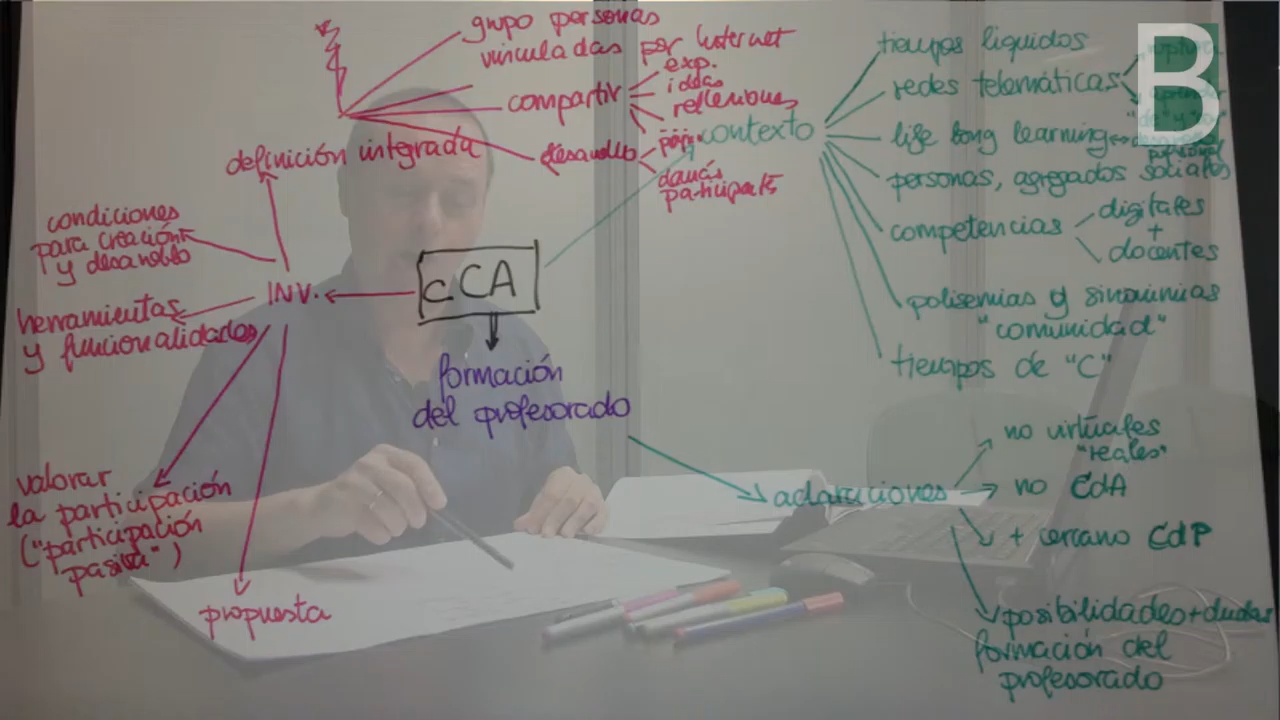 grupo personas
vinculadas por internet
compartir
exp.
ideas
reflexiones
desarrollo
demás
participants
definición integrada
condiciones
para creación
y desarrollo
INV.
herramientas
y funcionalidades
valorar
la participación
("participación
pasiva")
propuesta
cCA
formación
del profesorado
contexto
tiempos líquidos
redes telemáticas
life long learning
personas, agregados sociales
competencias
digitales
+
docentes
polisemias y sinonimias
"comunidad"
tiempos de "C"
aclaraciones
no virtuales
"reales"
no CdA
+ cercano CdP
posibilidades+dudas
formación del
profesorado
B